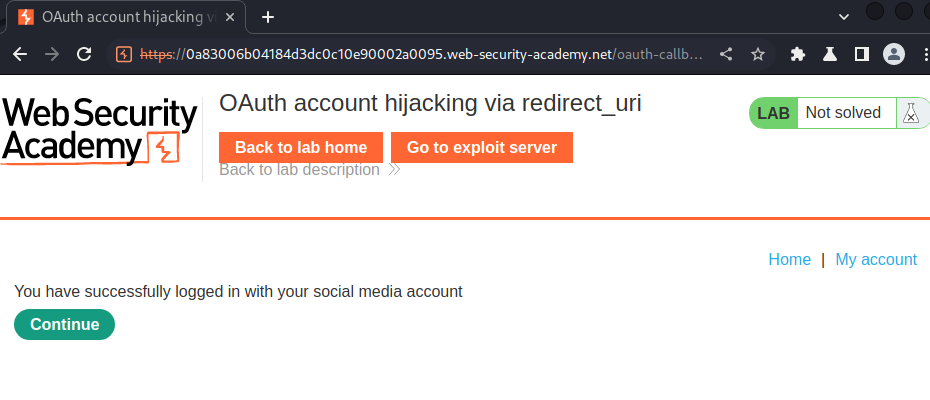 OAuth account hijacking vi
https://0a83006b04184d3dc0c10e90002a0095.web-security-academy.net/oauth-callb...
Web Security
Academy
OAuth account hijacking via redirect_uri
Back to lab home
Go to exploit server
Back to lab description
LAB
Not solved
Home | My account
You have successfully logged in with your social media account
Continue